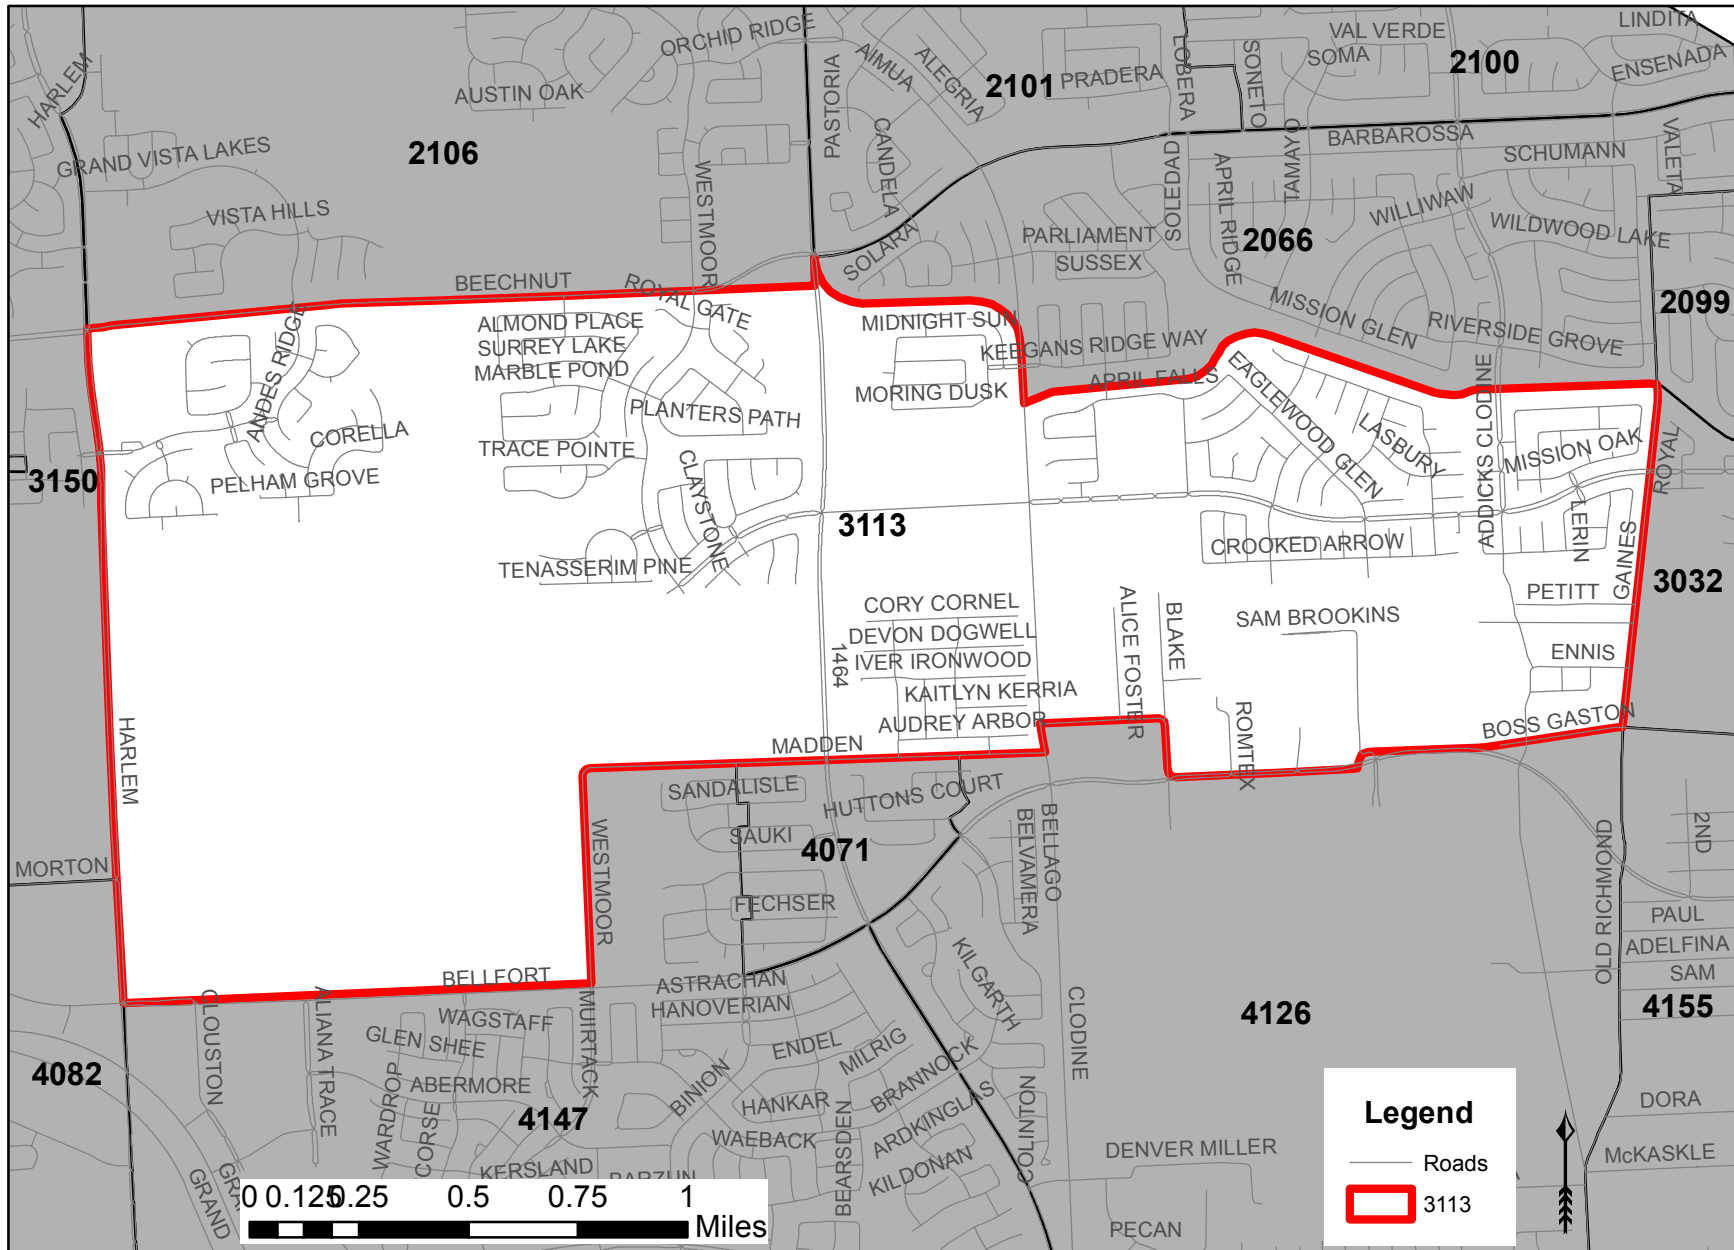 LINDITA
ORCHID RIDGE
VAL VERDE
HARLEM
AIMUA
ALEGRIA
LOBERA
SONETO
SOMA
2100
ENSENADA
2101
PRADERA
AUSTIN OAK
PASTORIA
CANDELA
TAMAYO
BARBAROSSA
VALETA
GRAND VISTA LAKES
2106
SCHUMANN
WESTMOOR
SOLEDAD
APRIL RIDGE
WILLIWAW
VISTA HILLS
SOLARA
PARLIAMENT
2066
WILDWOOD LAKE
SUSSEX
BEECHNUT
ROYAL GATE
MISSION GLEN
2099
ALMOND PLACE
MIDNIGHT SUN
RIVERSIDE GROVE
SURREY LAKE
KEEGANS RIDGE WAY
ANDES RIDGE
MARBLE POND
APRIL FALLS
EAGLEWOOD GLEN
ADDICKS CLODINE
MORING DUSK
PLANTERS PATH
LASBURY
CORELLA
TRACE POINTE
MISSION OAK
ROYAL
3150
PELHAM GROVE
CLAYSTONE
3113
LERIN
CROOKED ARROW
GAINES
TENASSERIM PINE
3032
PETITT
CORY CORNEL
ALICE FOSTER
BLAKE
SAM BROOKINS
DEVON DOGWELL
1464
IVER IRONWOOD
ENNIS
KAITLYN KERRIA
AUDREY ARBOR
ROMTEX
BOSS GASTON
HARLEM
MADDEN
SANDALISLE
HUTTONS COURT
WESTMOOR
SAUKI
4071
BELVAMERA
BELLAGO
OLD RICHMOND
2ND
MORTON
FECHSER
PAUL
ADELFINA
SAM
BELLFORT
ASTRACHAN
KILGARTH
CLODINE
CLOUSTON
ALIANA TRACE
HANOVERIAN
4126
4155
WAGSTAFF
MUIRTACK
GLEN SHEE
ENDEL
MILRIG
4082
ABERMORE
BINION
BRANNOCK
WARDROP
CORSE
4147
HANKAR
ARDKINGLAS
COLINTON
DORA
WAEBACK
BEARSDEN
DENVER MILLER
McKASKLE
KERSLAND
KILDONAN
GRAND
PECAN
0 0.125 0.25 0.5 0.75 1
Miles
Legend
Roads
3113